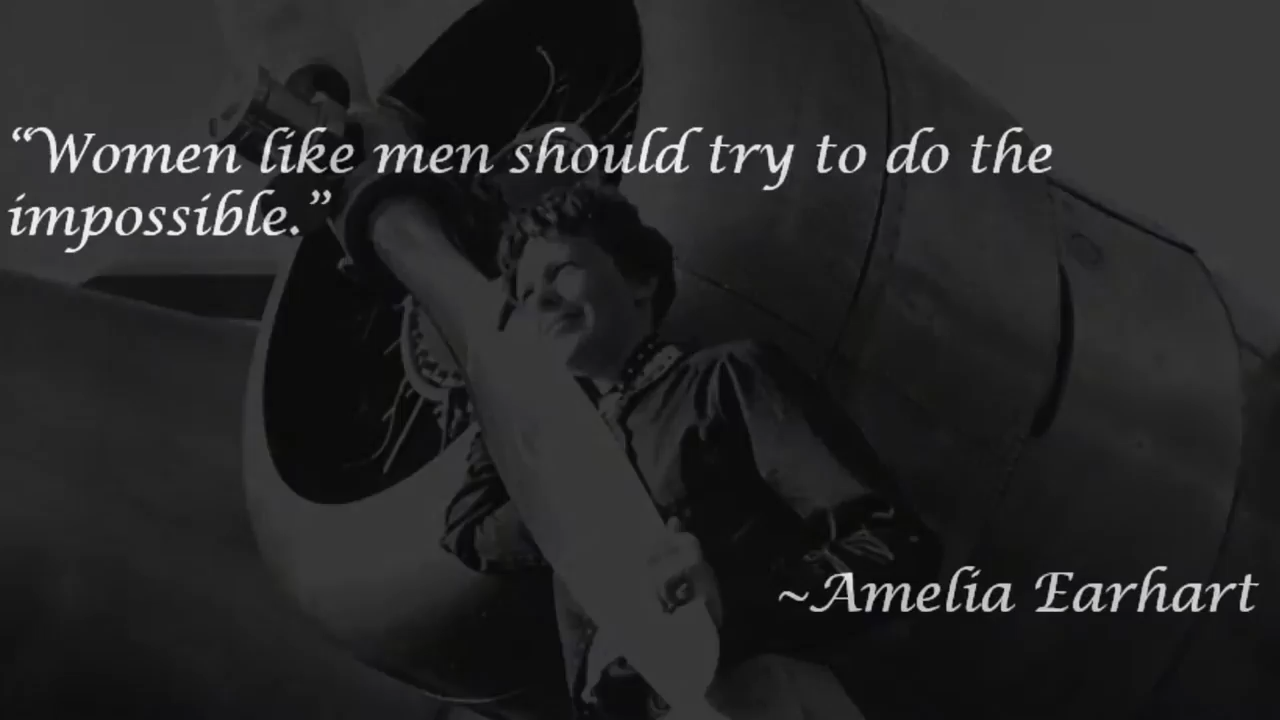 “Women like men should try to do the
impossible.”
~Amelia Earhart